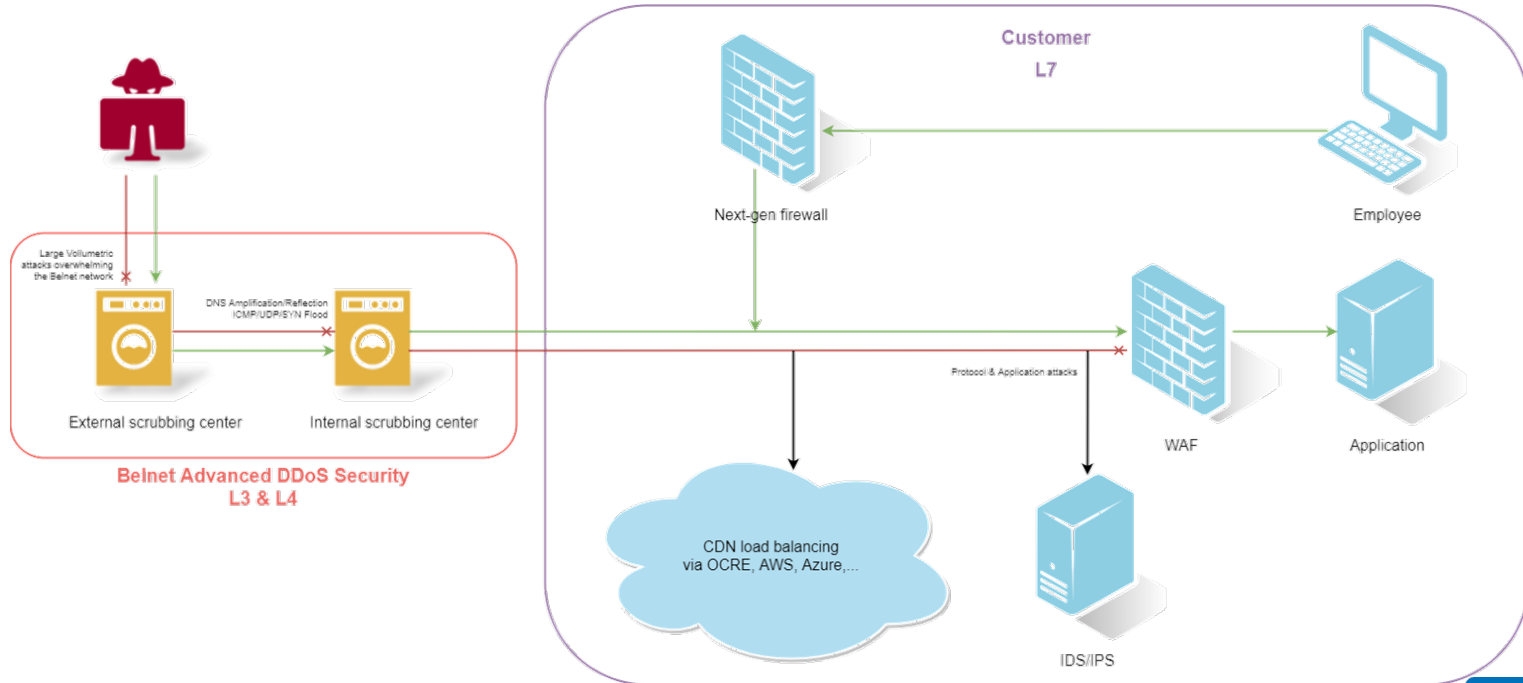 Customer
L7
Next-gen firewall
Employee
Large Vollumetric
attacks overwhelming
the Belnet network
DNS Amplification/Reflection
ICMP/UDP/SYN Flood
External scrubbing center
Internal scrubbing center
Belnet Advanced DDoS Security
L3 & L4
Protocol & Application attacks
WAF
Application
CDN load balancing
via OCRE, AWS, Azure,...
IDS/IPS